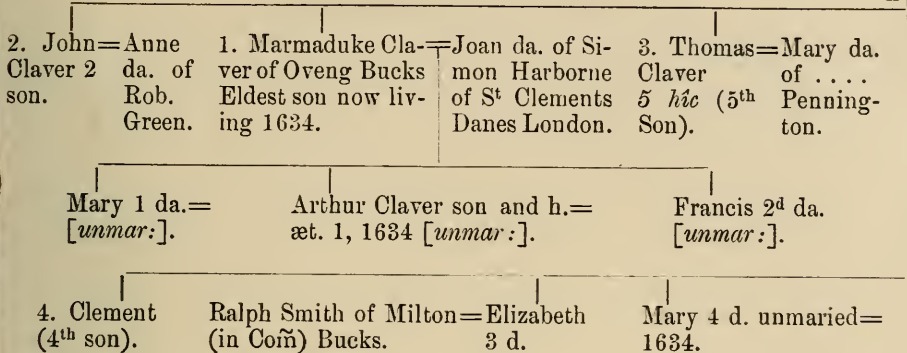 2. John=Anne
Claver 2 da. of
son. Rob.
Green.
1. Marmaduke Cla-
ver of Oveng Bucks
Eldest son now liv-
ing 1634.
=Joan da. of Si-
mon Harborne
of St Clements
Danes London.
3. Thomas=Mary da.
Claver of . . . .
5 hîc (5th Penning-
Son). ton.
Mary 1 da.=
[unmar:].
Arthur Claver son and h.=
æt. 1, 1634 [unmar:].
Francis 2d da.
[unmar:].
4. Clement
(4th son).
Ralph Smith of Milton=Elizabeth
(in Com̃) Bucks. 3 d.
Mary 4 d. unmaried=
1634.